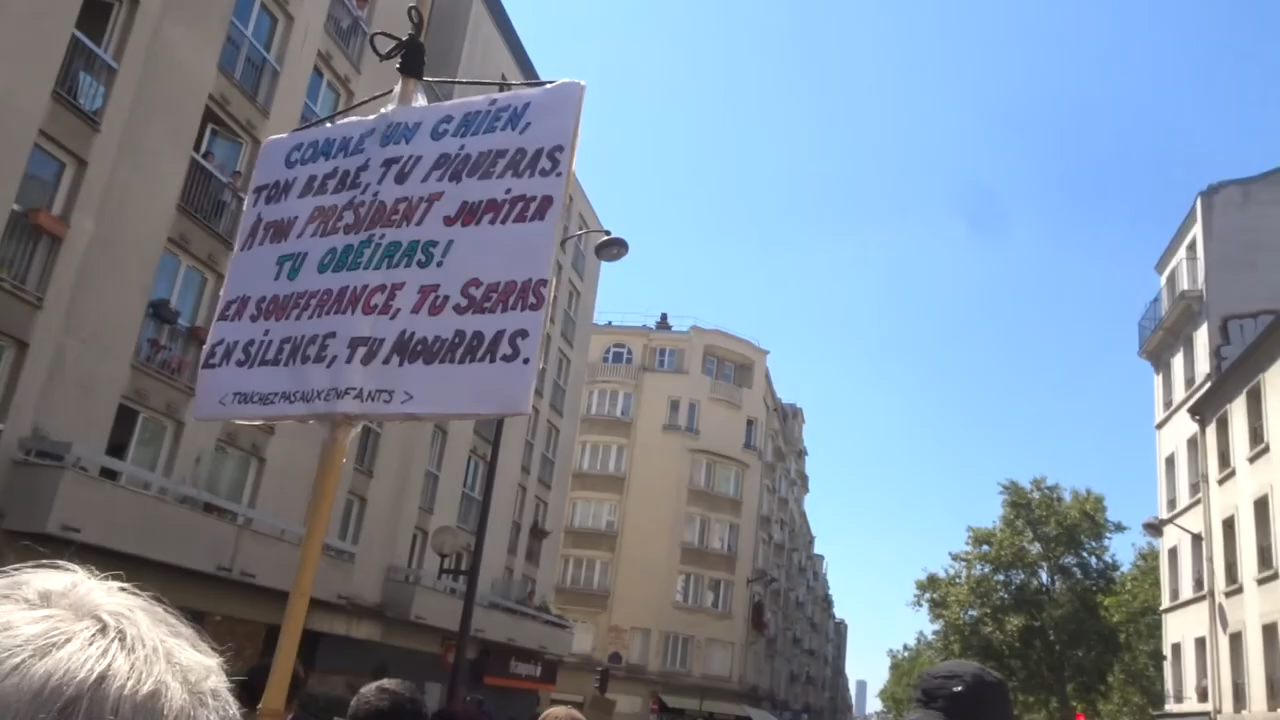 COMME UN CHIEN,
TON BÉBÉ, TU PIQUERAS.
À TON PRÉSIDENT JUPITER
TU OBÉIRAS!
EN SOUFFRANCE, TU SERAS
EN SILENCE, TU MOURRAS.
< TOUCHEZPASAUXENFANTS >